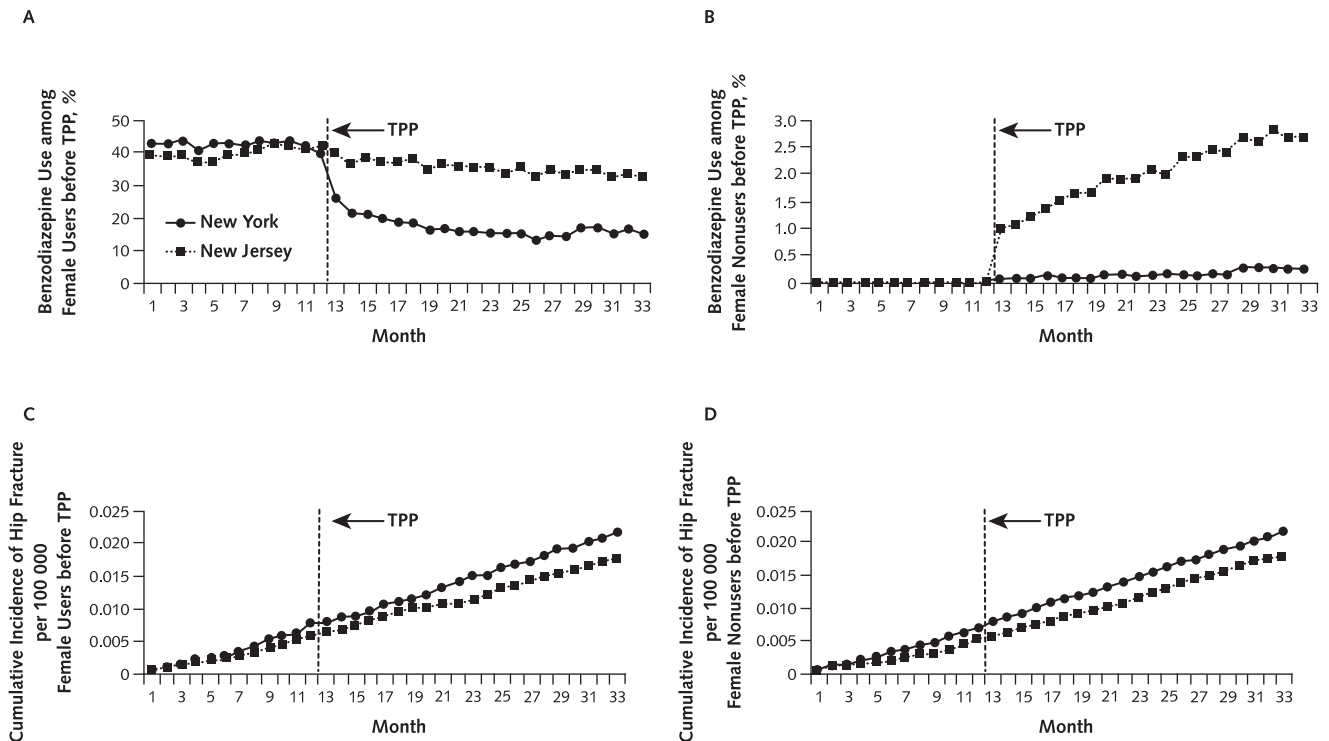 A
Benzodiazepine Use among
Female Users before TPP, %
50
40
30
20
10
0
TPP
New York
New Jersey
1 3 5 7 9 11 13 15 17 19 21 23 25 27 29 31 33
Month
B
Benzodiazepine Use among
Female Nonusers before TPP, %
3.0
2.5
2.0
1.5
1.0
0.5
0
TPP
1 3 5 7 9 11 13 15 17 19 21 23 25 27 29 31 33
Month
C
Cumulative Incidence of Hip Fracture
per 100 000
Female Users before TPP
0.025
0.020
0.015
0.010
0.005
0
TPP
1 3 5 7 9 11 13 15 17 19 21 23 25 27 29 31 33
Month
D
Cumulative Incidence of Hip Fracture
per 100 000
Female Nonusers before TPP
0.025
0.020
0.015
0.010
0.005
0
TPP
1 3 5 7 9 11 13 15 17 19 21 23 25 27 29 31 33
Month